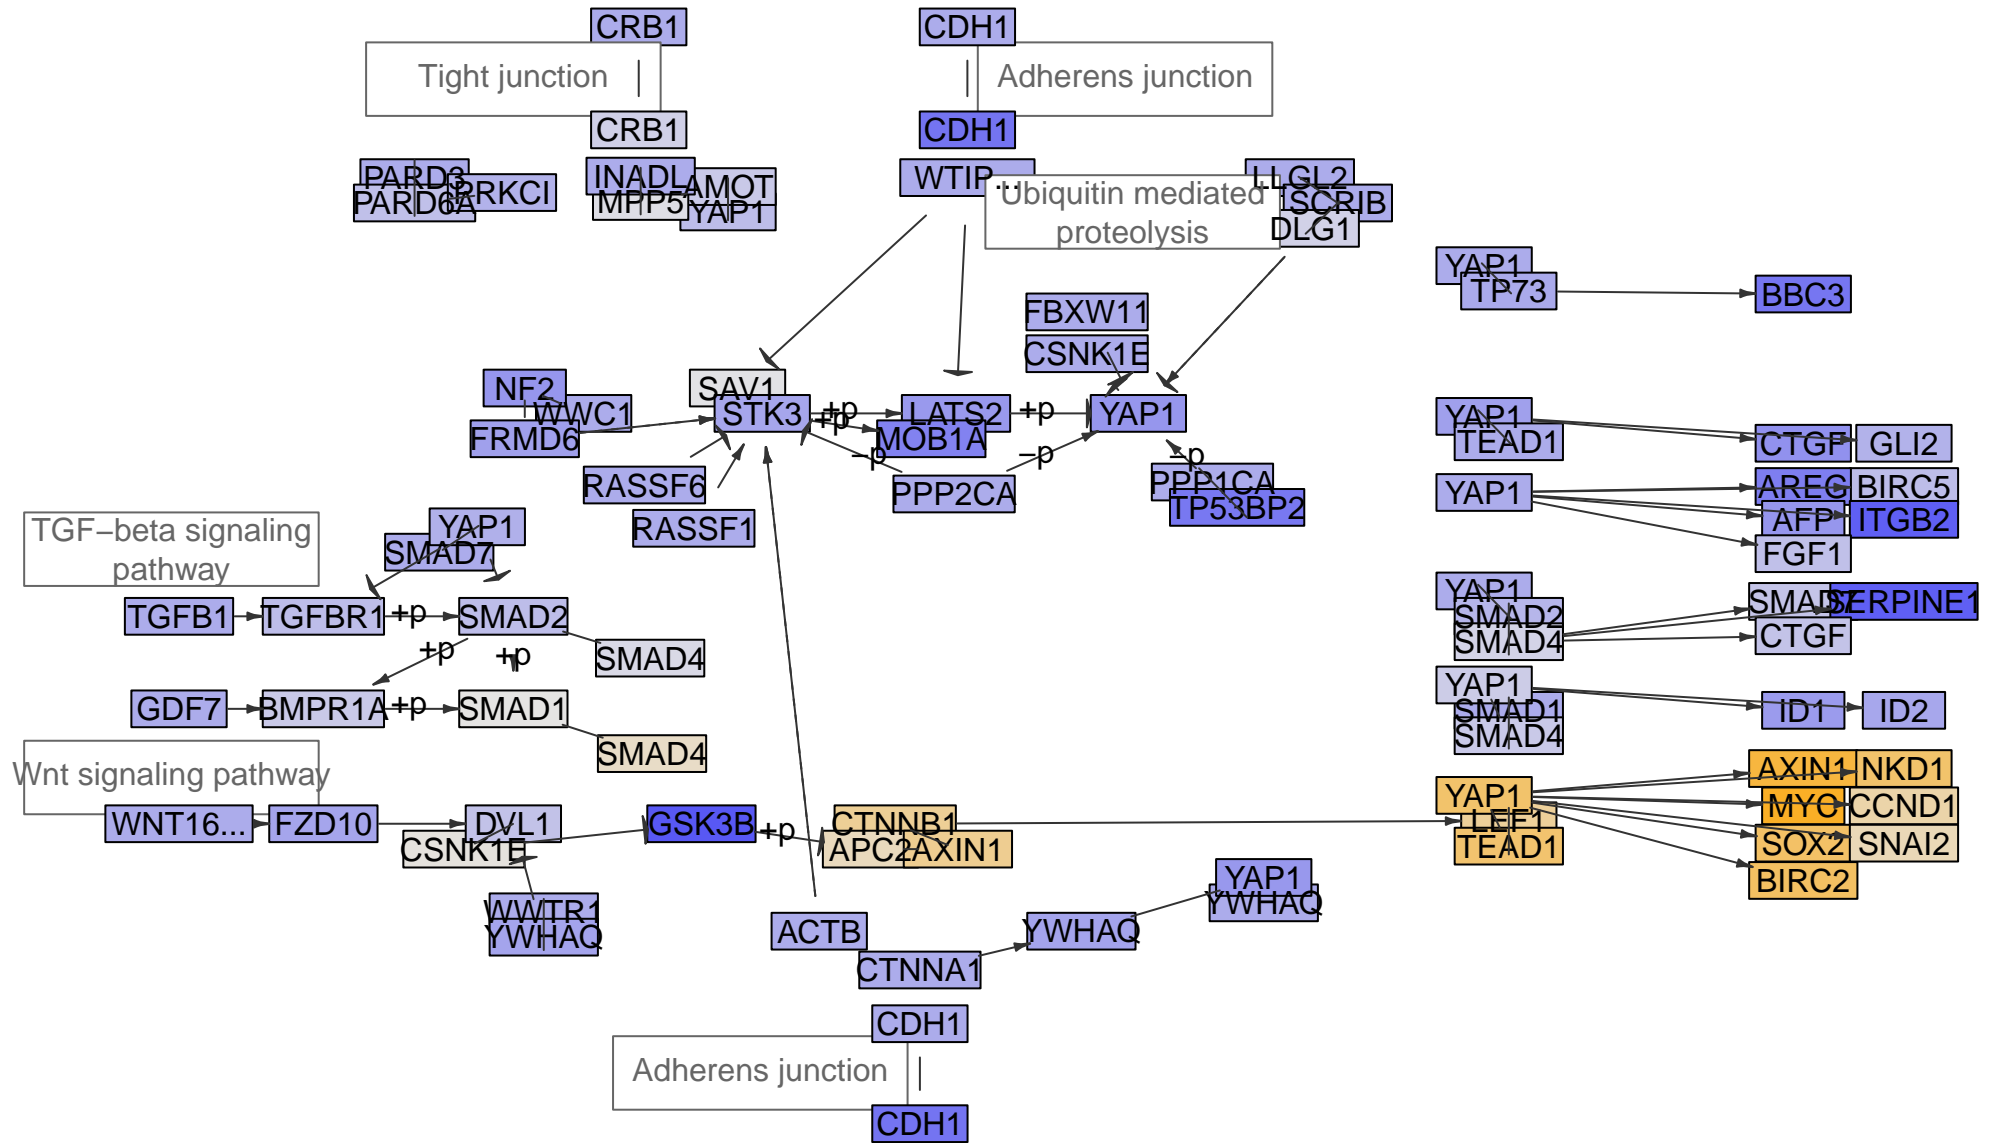 CRB1
CDH1
Tight junction
Adherens junction
CRB1
CDH1
PARD3
PARD6A
PRKCI
INADL
MPP5
AMOT
YAP1
WTIP...
Ubiquitin mediated
proteolysis
LLGL2
SCRIB
DLG1
YAP1
TP73
BBC3
FBXW11
CSNK1E
NF2
WWC1
FRMD6
SAV1
STK3
+p
+p
LATS2
MOB1A
+p
YAP1
−p
−p
PPP2CA
RASSF6
RASSF1
−p
PPP1CA
TP53BP2
YAP1
TEAD1
CTGF
GLI2
YAP1
AREG
BIRC5
AFP
ITGB2
FGF1
TGF−beta signaling
pathway
YAP1
SMAD7
TGFB1
TGFBR1
+p
SMAD2
SMAD4
+p
+p
GDF7
BMPR1A
+p
SMAD1
SMAD4
YAP1
SMAD2
SMAD4
SMAD7
SERPINE1
CTGF
YAP1
SMAD1
SMAD4
ID1
ID2
Wnt signaling pathway
WNT16...
FZD10
DVL1
CSNK1E
GSK3B
+p
CTNNB1
APC2
AXIN1
YAP1
LEF1
TEAD1
AXIN1
NKD1
MYC
CCND1
SOX2
SNAI2
BIRC2
WWTR1
YWHAQ
ACTB
CTNNA1
YWHAQ
YAP1
YWHAQ
CDH1
Adherens junction
CDH1